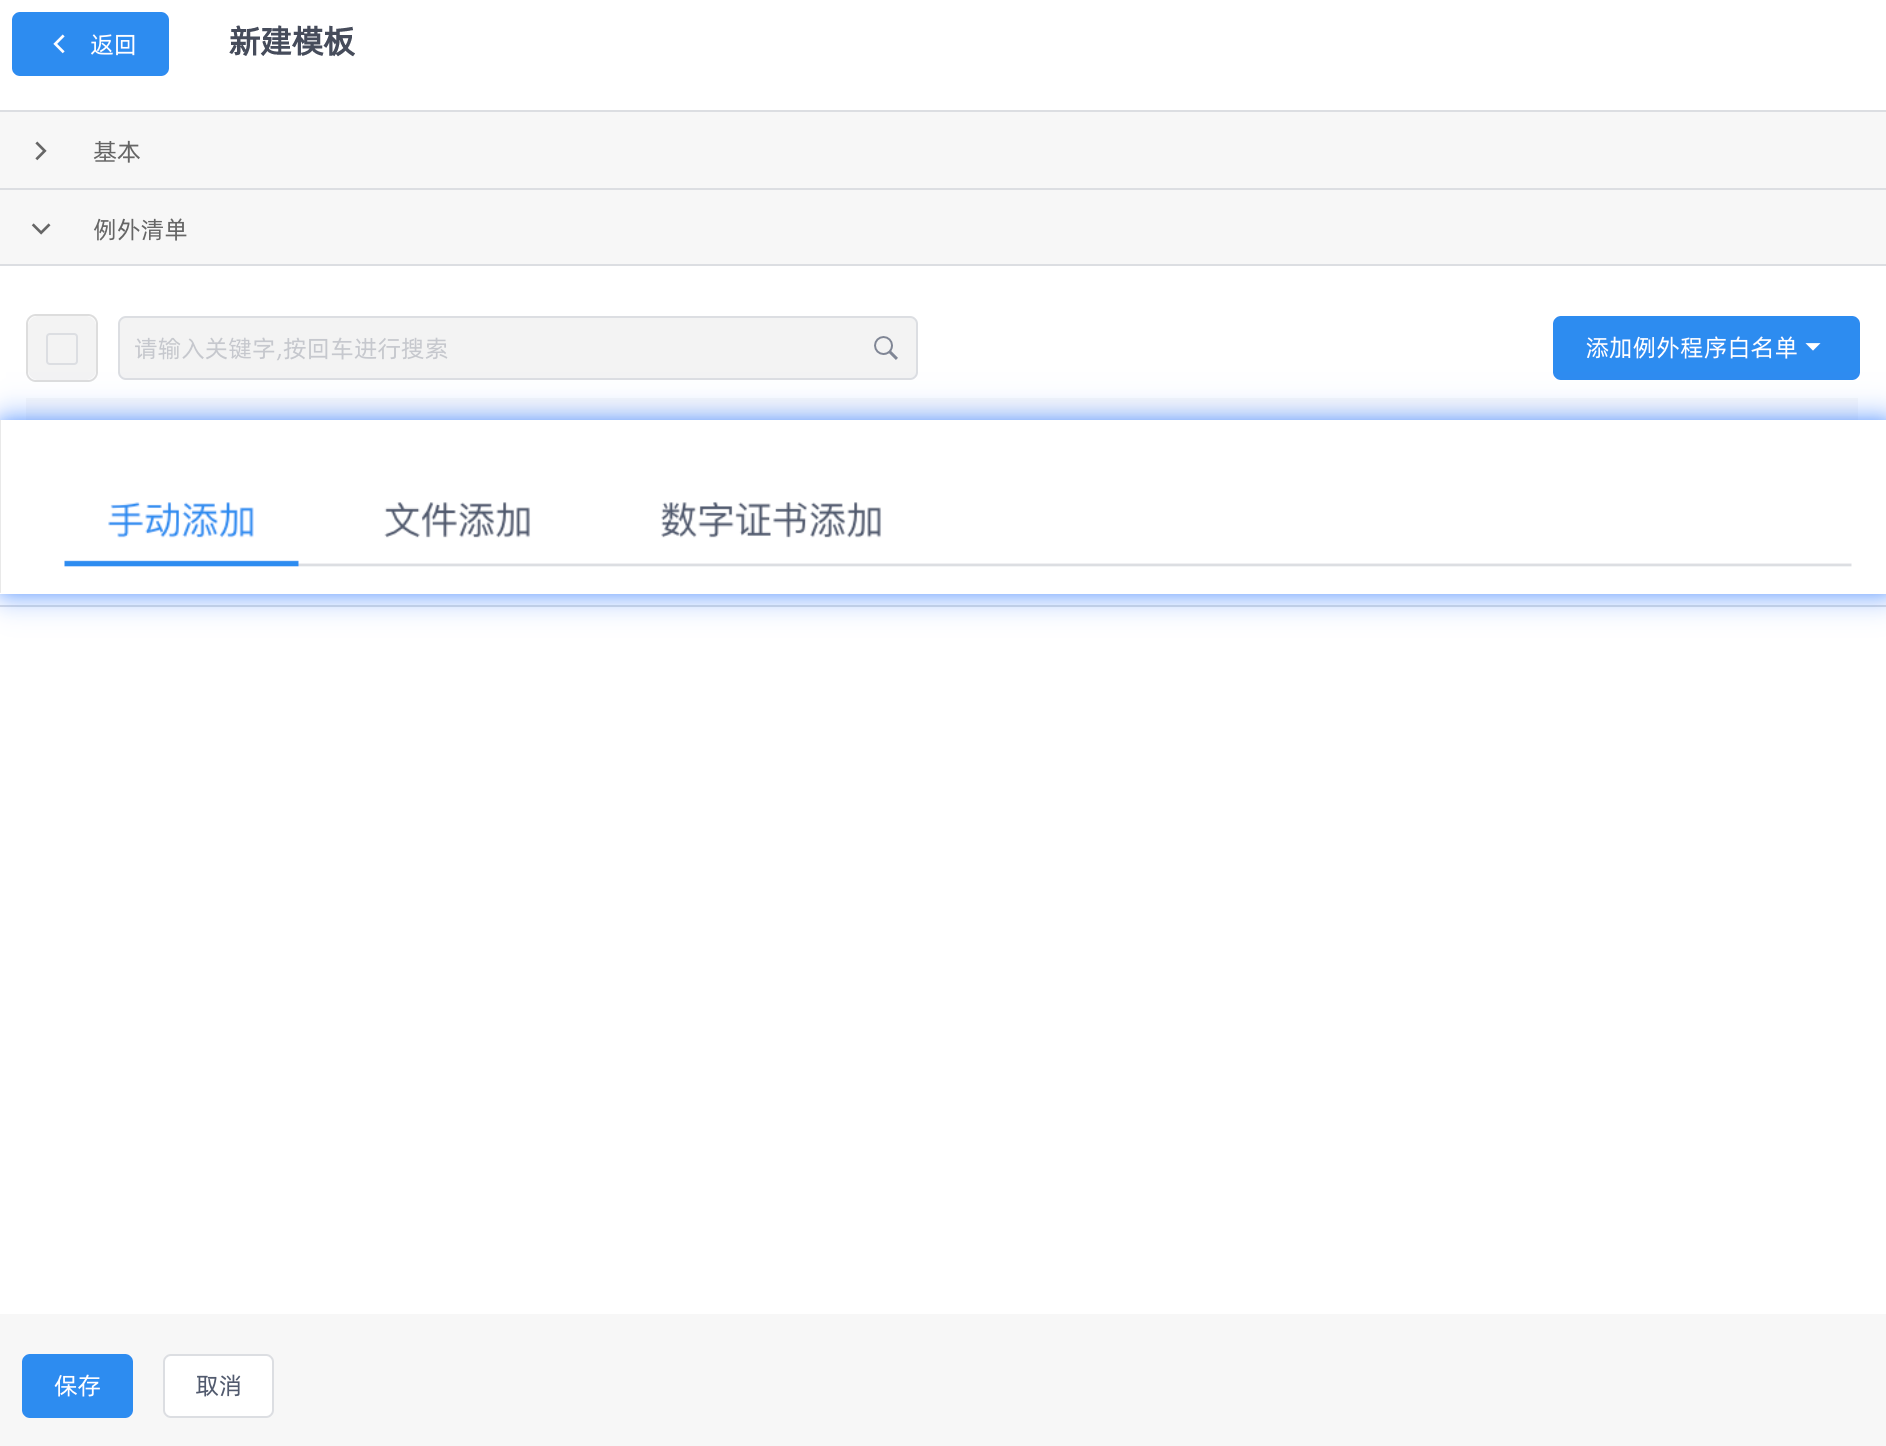 返回
新建模板
基本
例外清单
请输入关键字,按回车进行搜索
添加例外程序白名单
手动添加 文件添加 数字证书添加
保存 取消